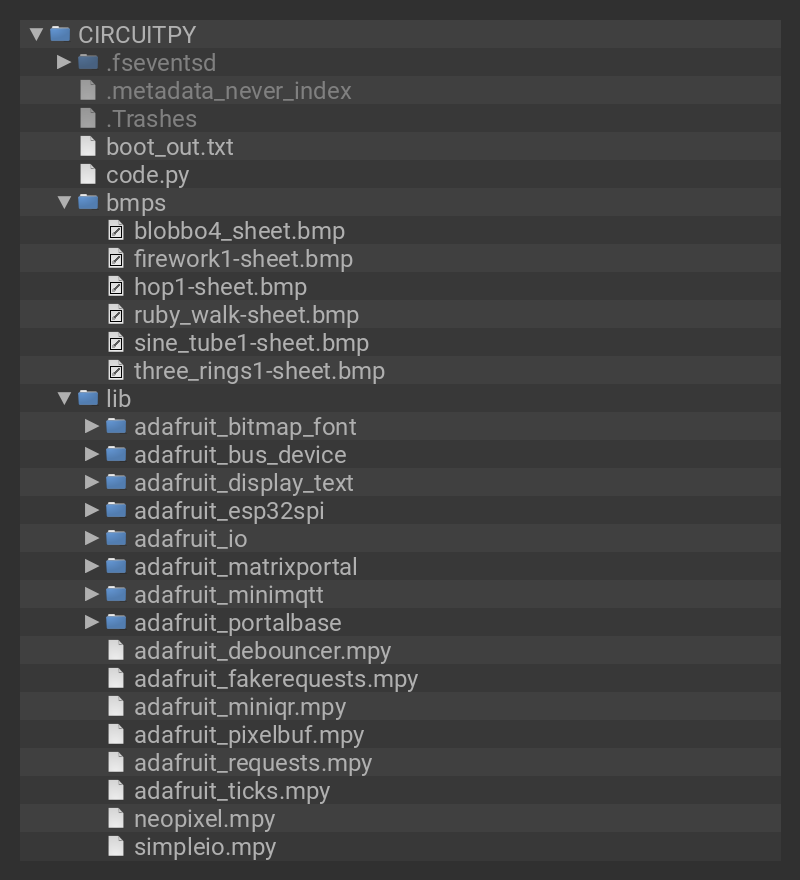 CIRCUITPY
.fseventsd
.metadata_never_index
.Trashes
boot_out.txt
code.py
bmps
blobbo4_sheet.bmp
firework1-sheet.bmp
hop1-sheet.bmp
ruby_walk-sheet.bmp
sine_tube1-sheet.bmp
three_rings1-sheet.bmp
lib
adafruit_bitmap_font
adafruit_bus_device
adafruit_display_text
adafruit_esp32spi
adafruit_io
adafruit_matrixportal
adafruit_minimqtt
adafruit_portalbase
adafruit_debouncer.mpy
adafruit_fakerequests.mpy
adafruit_miniqr.mpy
adafruit_pixelbuf.mpy
adafruit_requests.mpy
adafruit_ticks.mpy
neopixel.mpy
simpleio.mpy